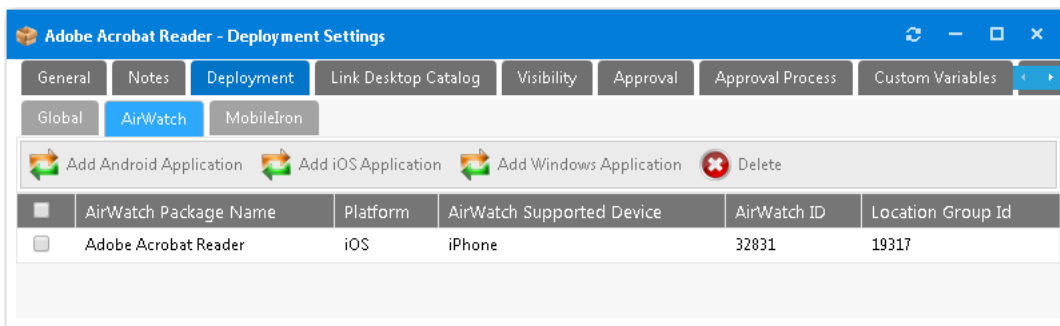 Adobe Acrobat Reader - Deployment Settings
General Notes Deployment Link Desktop Catalog Visibility Approval Approval Process Custom Variables
Global AirWatch MobileIron
Add Android Application Add iOS Application Add Windows Application Delete
AirWatch Package Name Platform AirWatch Supported Device AirWatch ID Location Group Id
Adobe Acrobat Reader iOS iPhone 32831 19317